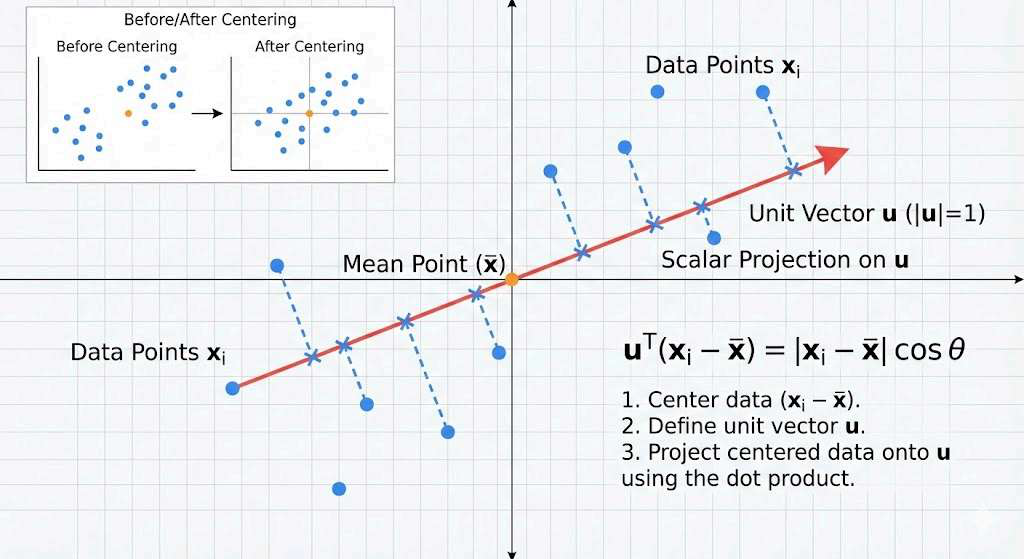 Before/After Centering
Before Centering
After Centering
Data Points xᵢ
Unit Vector u (|u|=1)
Scalar Projection on u
Mean Point (x̄)
Data Points xᵢ
uᵀ(xᵢ − x̄) = |xᵢ − x̄| cos θ
1. Center data (xᵢ − x̄).
2. Define unit vector u.
3. Project centered data onto u
using the dot product.